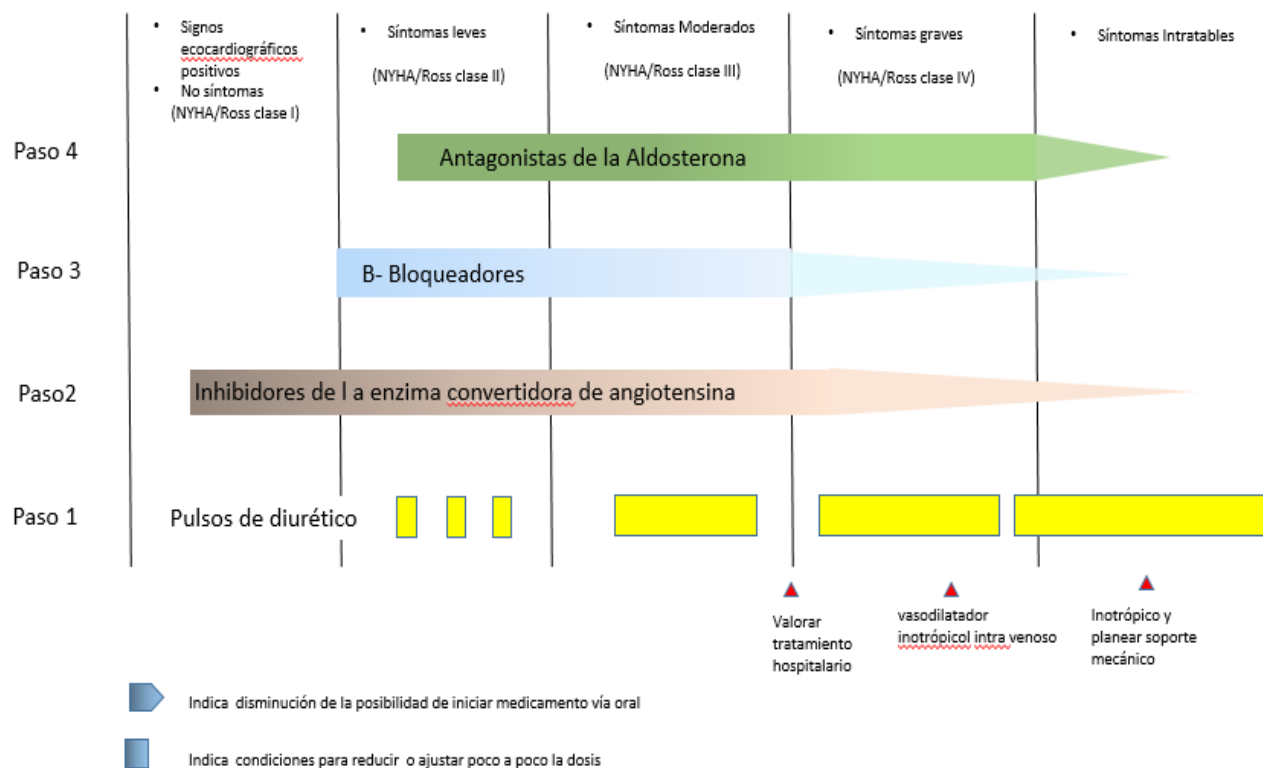 • Signos
ecocardiográficos
positivos
• No síntomas
(NYHA/Ross clase I)
• Síntomas leves
(NYHA/Ross clase II)
• Síntomas Moderados
(NYHA/Ross clase III)
• Síntomas graves
(NYHA/Ross clase IV)
• Síntomas Intratables
Paso 4
Antagonistas de la Aldosterona
Paso 3
B- Bloqueadores
Paso2
Inhibidores de l a enzima convertidora de angiotensina
Paso 1
Pulsos de diurético
Valorar
tratamiento
hospitalario
vasodilatador
inotrópicol intra venoso
Inotrópico y
planear soporte
mecánico
Indica disminución de la posibilidad de iniciar medicamento vía oral
Indica condiciones para reducir o ajustar poco a poco la dosis